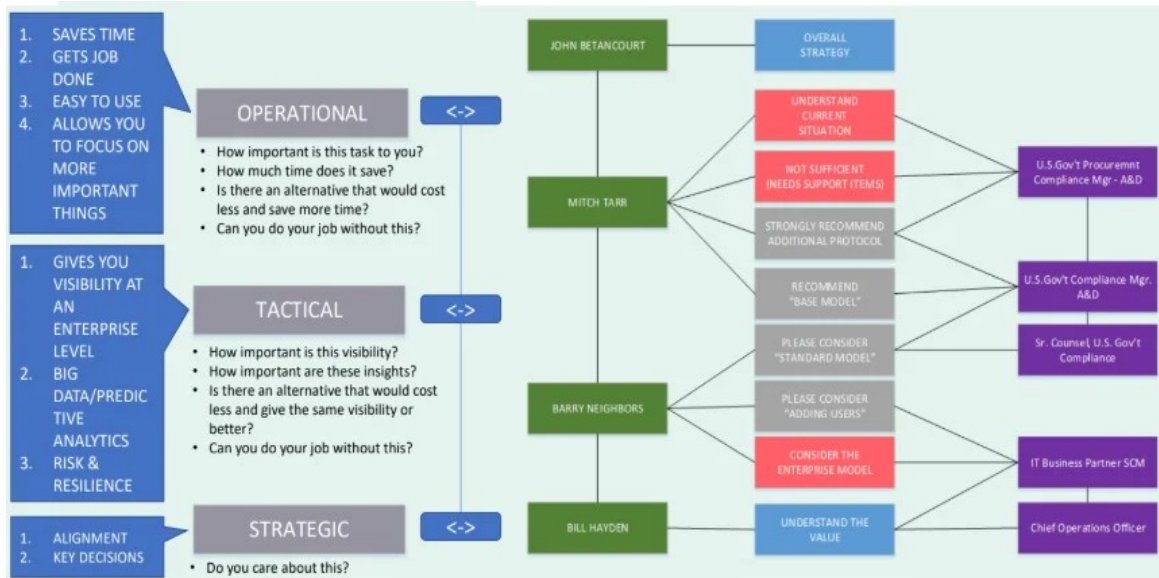 1. SAVES TIME
2. GETS JOB
DONE
3. EASY TO USE
4. ALLOWS YOU
TO FOCUS ON
MORE
IMPORTANT
THINGS
OPERATIONAL
<->
• How important is this task to you?
• How much time does it save?
• Is there an alternative that would cost
less and save more time?
• Can you do your job without this?
1. GIVES YOU
VISIBILITY AT
AN
ENTERPRISE
LEVEL
2. BIG
DATA/PREDIC
TIVE
ANALYTICS
3. RISK &
RESILIENCE
TACTICAL
<->
• How important is this visibility?
• How important are these insights?
• Is there an alternative that would cost
less and give the same visibility or
better?
• Can you do your job without this?
1. ALIGNMENT
2. KEY DECISIONS
STRATEGIC
<->
• Do you care about this?
JOHN BETANCOURT
MITCH TARR
BARRY NEIGHBORS
BILL HAYDEN
OVERALL
STRATEGY
UNDERSTAND
CURRENT
SITUATION
NOT SUFFICIENT
(NEEDS SUPPORT ITEMS)
STRONGLY RECOMMEND
ADDITIONAL PROTOCOL
RECOMMEND
"BASE MODEL"
PLEASE CONSIDER
"STANDARD MODEL"
PLEASE CONSIDER
"ADDING USERS"
CONSIDER THE
ENTERPRISE MODEL
UNDERSTAND THE
VALUE
U.S.Gov't Procuremnt
Compliance Mgr - A&D
U.S.Gov't Compliance Mgr.
A&D
Sr. Counsel, U.S. Gov't
Compliance
IT Business Partner SCM
Chief Operations Officer